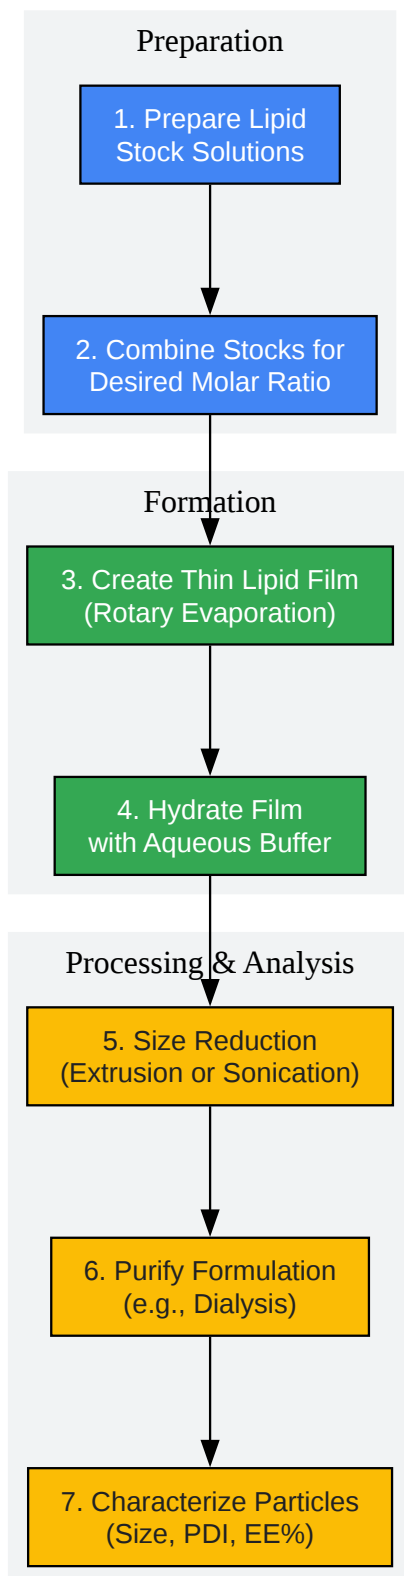 Preparation
1. Prepare Lipid
Stock Solutions
2. Combine Stocks for
Desired Molar Ratio
Formation
3. Create Thin Lipid Film
(Rotary Evaporation)
4. Hydrate Film
with Aqueous Buffer
Processing & Analysis
5. Size Reduction
(Extrusion or Sonication)
6. Purify Formulation
(e.g., Dialysis)
7. Characterize Particles
(Size, PDI, EE%)